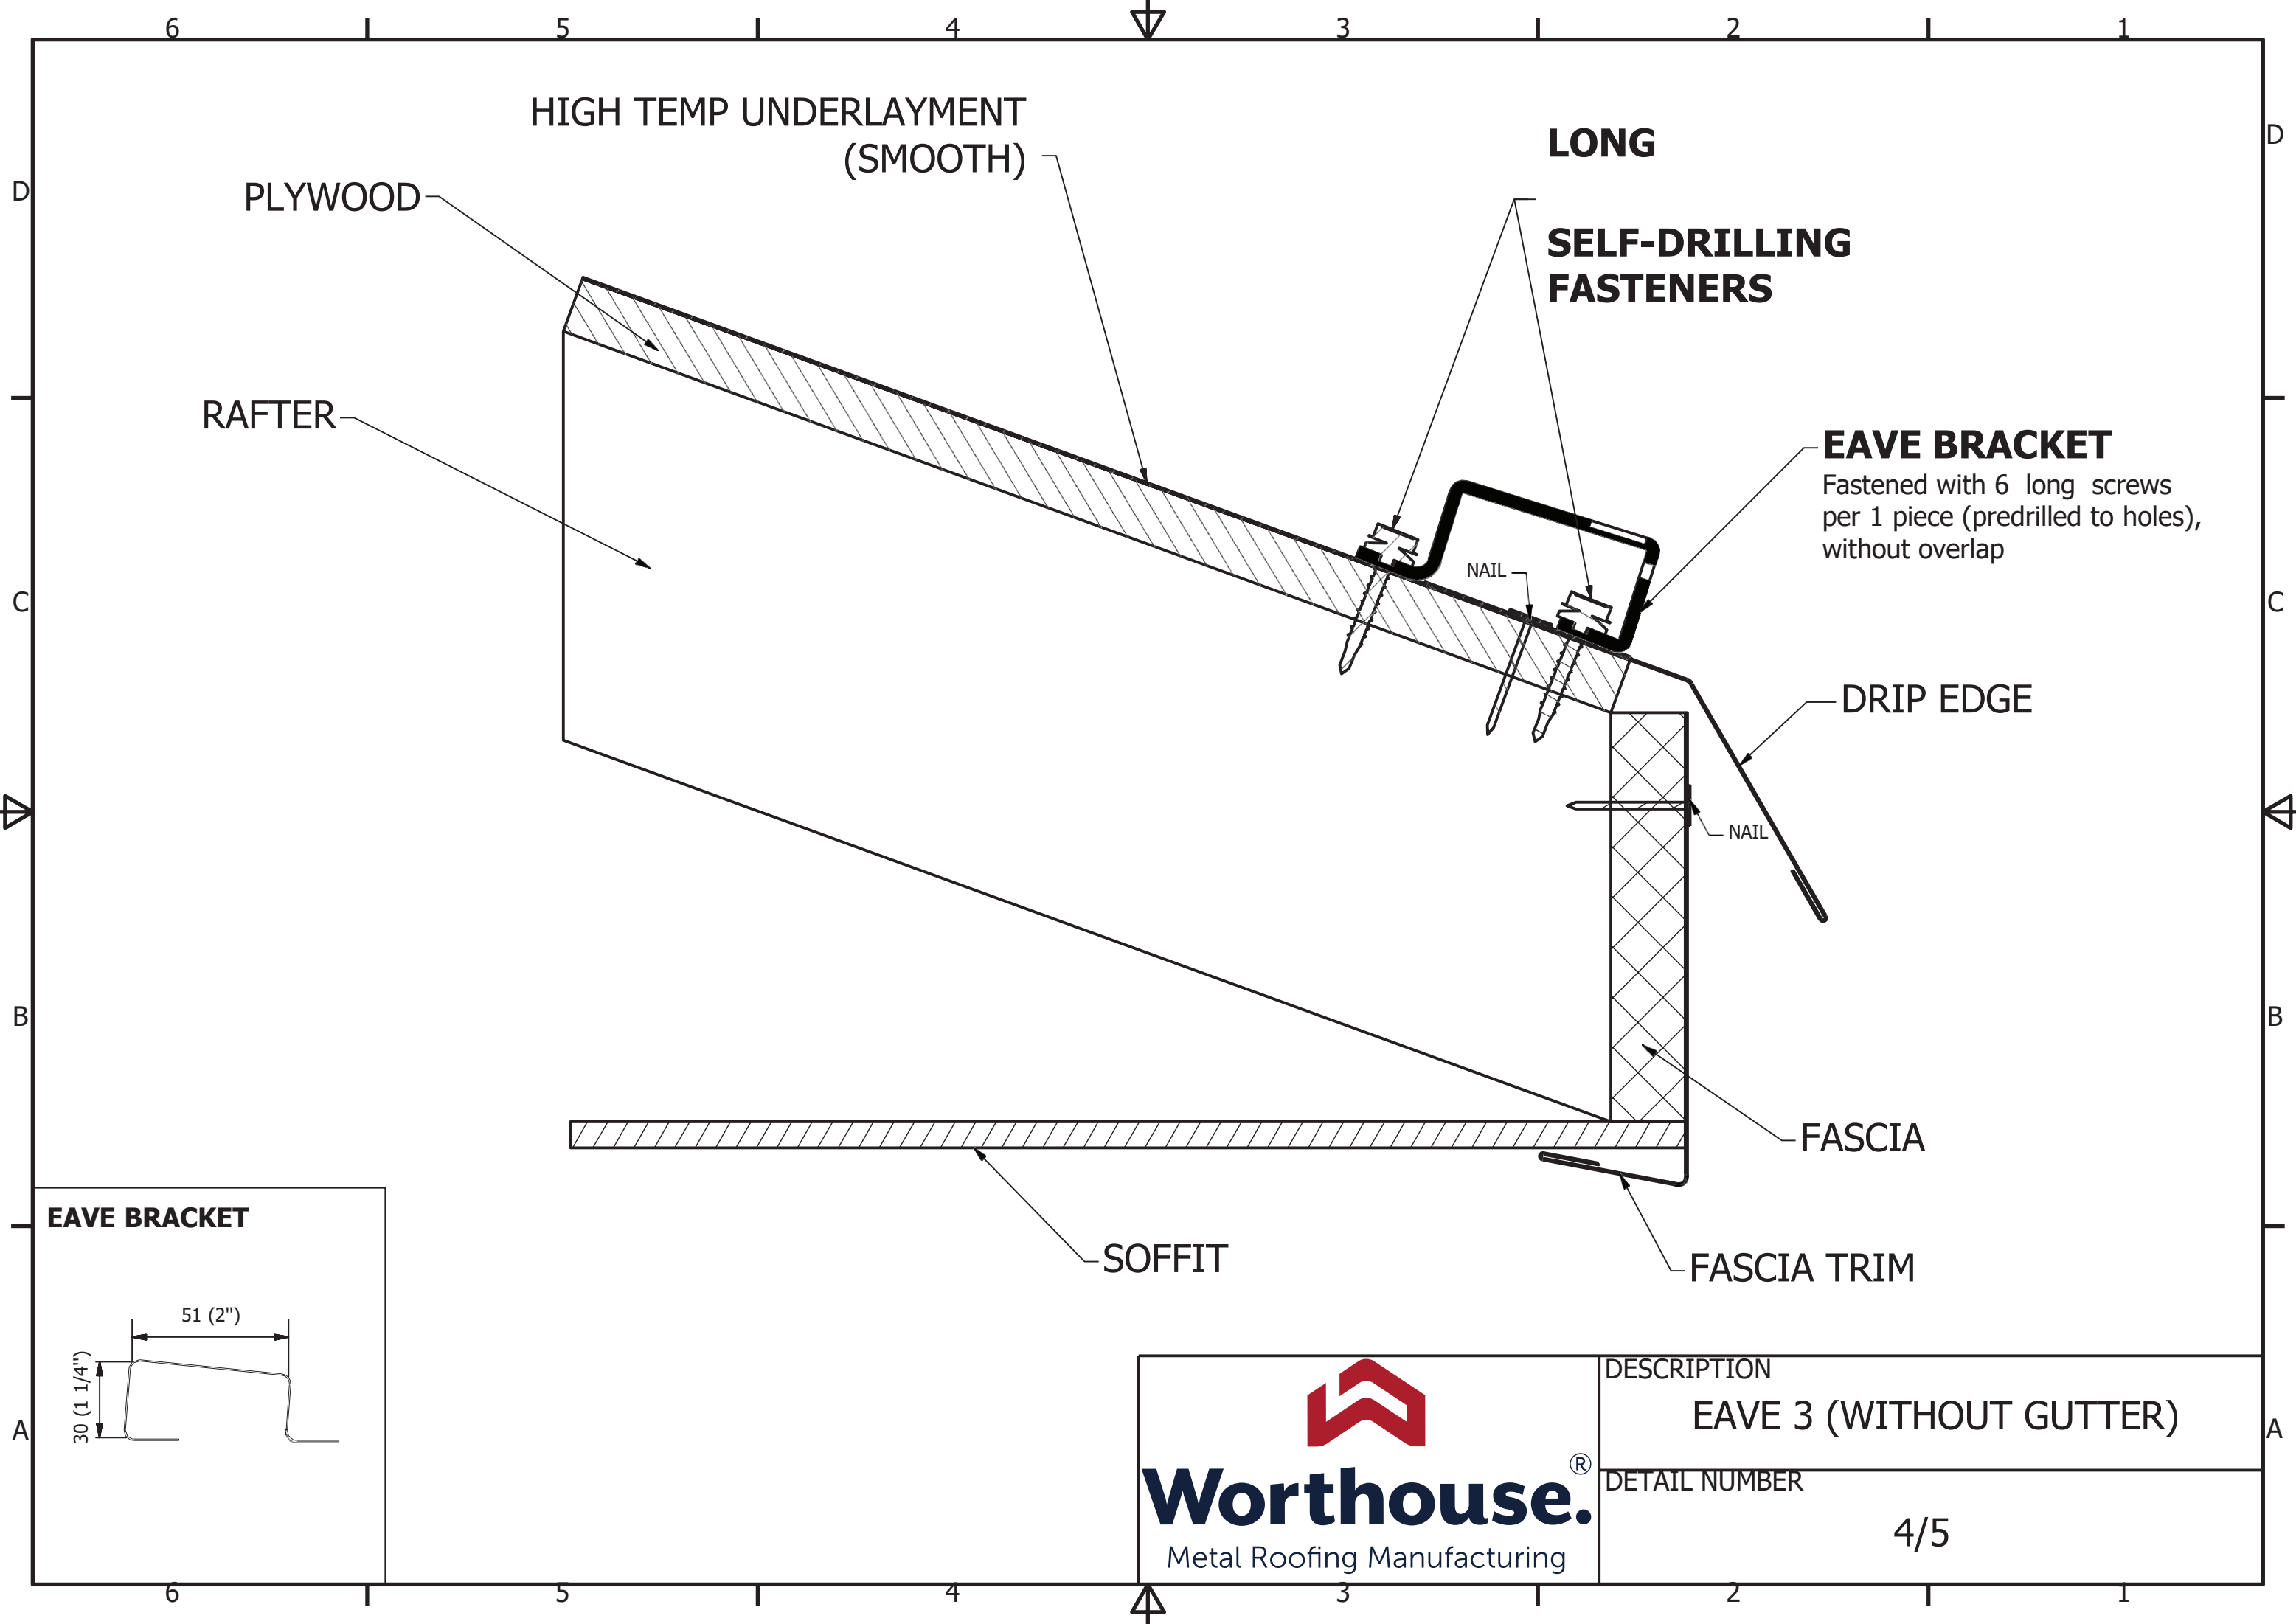 6 5 4 3 2 1
HIGH TEMP UNDERLAYMENT
(SMOOTH)
LONG
D
D
PLYWOOD
SELF-DRILLING
FASTENERS
RAFTER
EAVE BRACKET
Fastened with 6 long screws
per 1 piece (predrilled to holes),
without overlap
NAIL
C
C
DRIP EDGE
NAIL
B
B
FASCIA
SOFFIT
FASCIA TRIM
EAVE BRACKET
51 (2")
30 (1 1/4")
A
A
Worthouse.®
Metal Roofing Manufacturing
DESCRIPTION
EAVE 3 (WITHOUT GUTTER)
DETAIL NUMBER
4/5
6 5 4 3 2 1